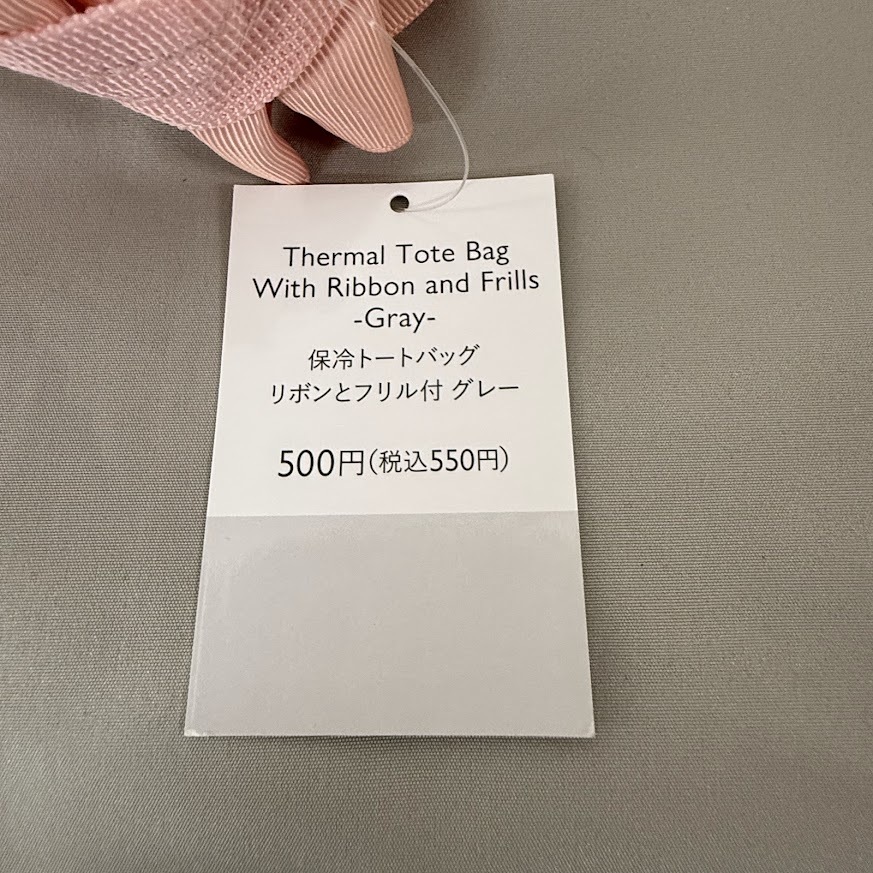 Thermal Tote Bag
With Ribbon and Frills
-Gray-
保冷トートバッグ
リボンとフリル付 グレー
500円(税込550円)